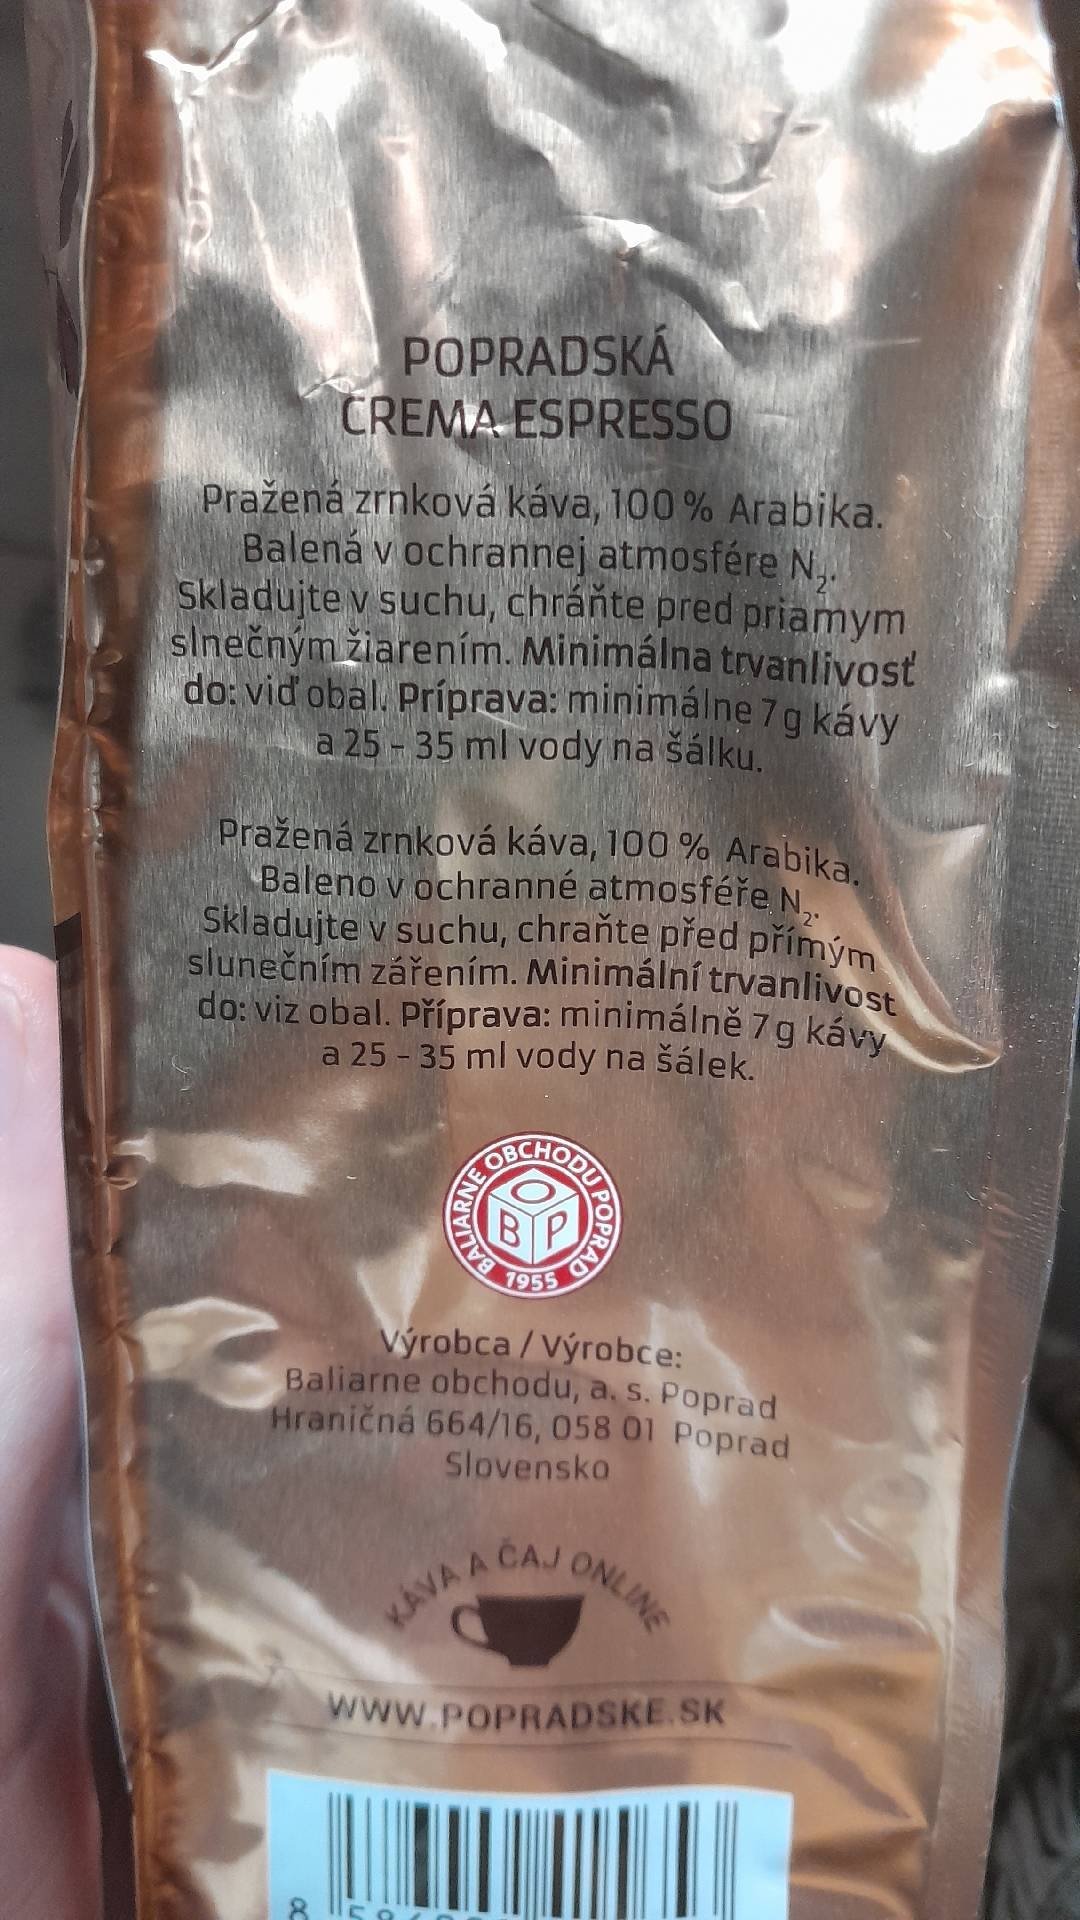 POPRADSKÁ
CREMA ESPRESSO
Pražená zrnková káva, 100 % Arabika.
Balená v ochrannej atmosfére N₂.
Skladujte v suchu, chráňte pred priamym
slnečným žiarením. Minimálna trvanlivosť
do: viď obal. Príprava: minimálne 7g kávy
a 25 - 35 ml vody na šálku.
Pražená zrnková káva, 100 % Arabika.
Baleno v ochranné atmosféře N₂.
Skladujte v suchu, chraňte před přímým
slunečním zářením. Minimální trvanlivost
do: viz obal. Příprava: minimálně 7g kávy
a 25 - 35 ml vody na šálek.
BALIARNE OBCHODU POPRAD
O
B P
1955
Výrobca / Výrobce:
Baliarne obchodu, a. s. Poprad
Hraničná 664/16, 058 01 Poprad
Slovensko
KÁVA A ČAJ ONLINE
WWW.POPRADSKE.SK